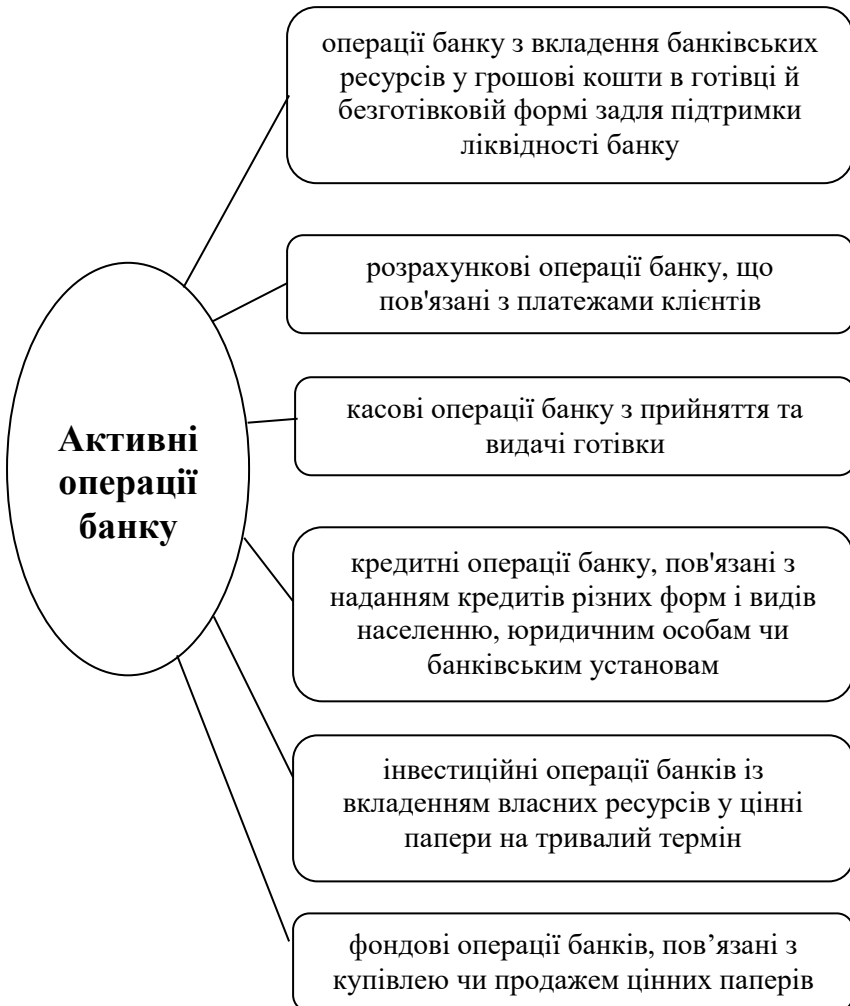 операції банку з вкладення банківських
ресурсів у грошові кошти в готівці й
безготівковій формі задля підтримки
ліквідності банку
розрахункові операції банку, що
пов'язані з платежами клієнтів
касові операції банку з прийняття та
видачі готівки
Активні
операції
банку
кредитні операції банку, пов'язані з
наданням кредитів різних форм і видів
населенню, юридичним особам чи
банківським установам
інвестиційні операції банків із
вкладенням власних ресурсів у цінні
папери на тривалий термін
фондові операції банків, пов’язані з
купівлею чи продажем цінних паперів